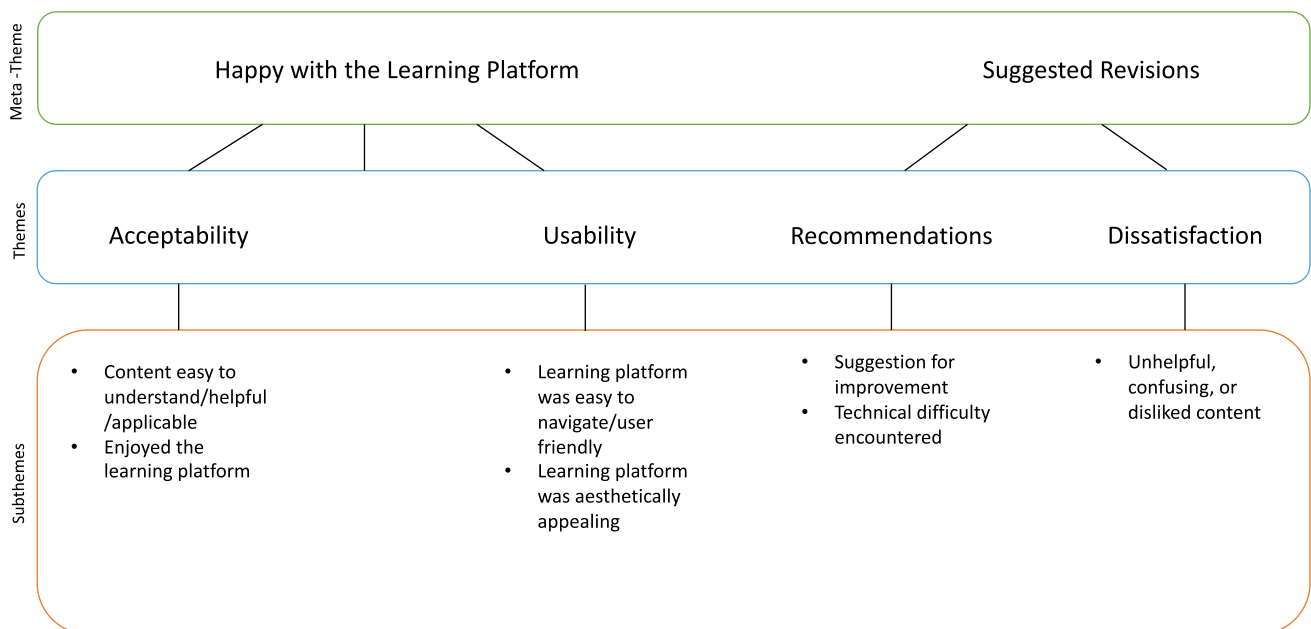 Meta -Theme
Happy with the Learning Platform
Suggested Revisions
Themes
Acceptability
Usability
Recommendations
Dissatisfaction
Subthemes
• Content easy to
understand/helpful
/applicable
• Enjoyed the
learning platform
• Learning platform
was easy to
navigate/user
friendly
• Learning platform
was aesthetically
appealing
• Suggestion for
improvement
• Technical difficulty
encountered
• Unhelpful,
confusing, or
disliked content